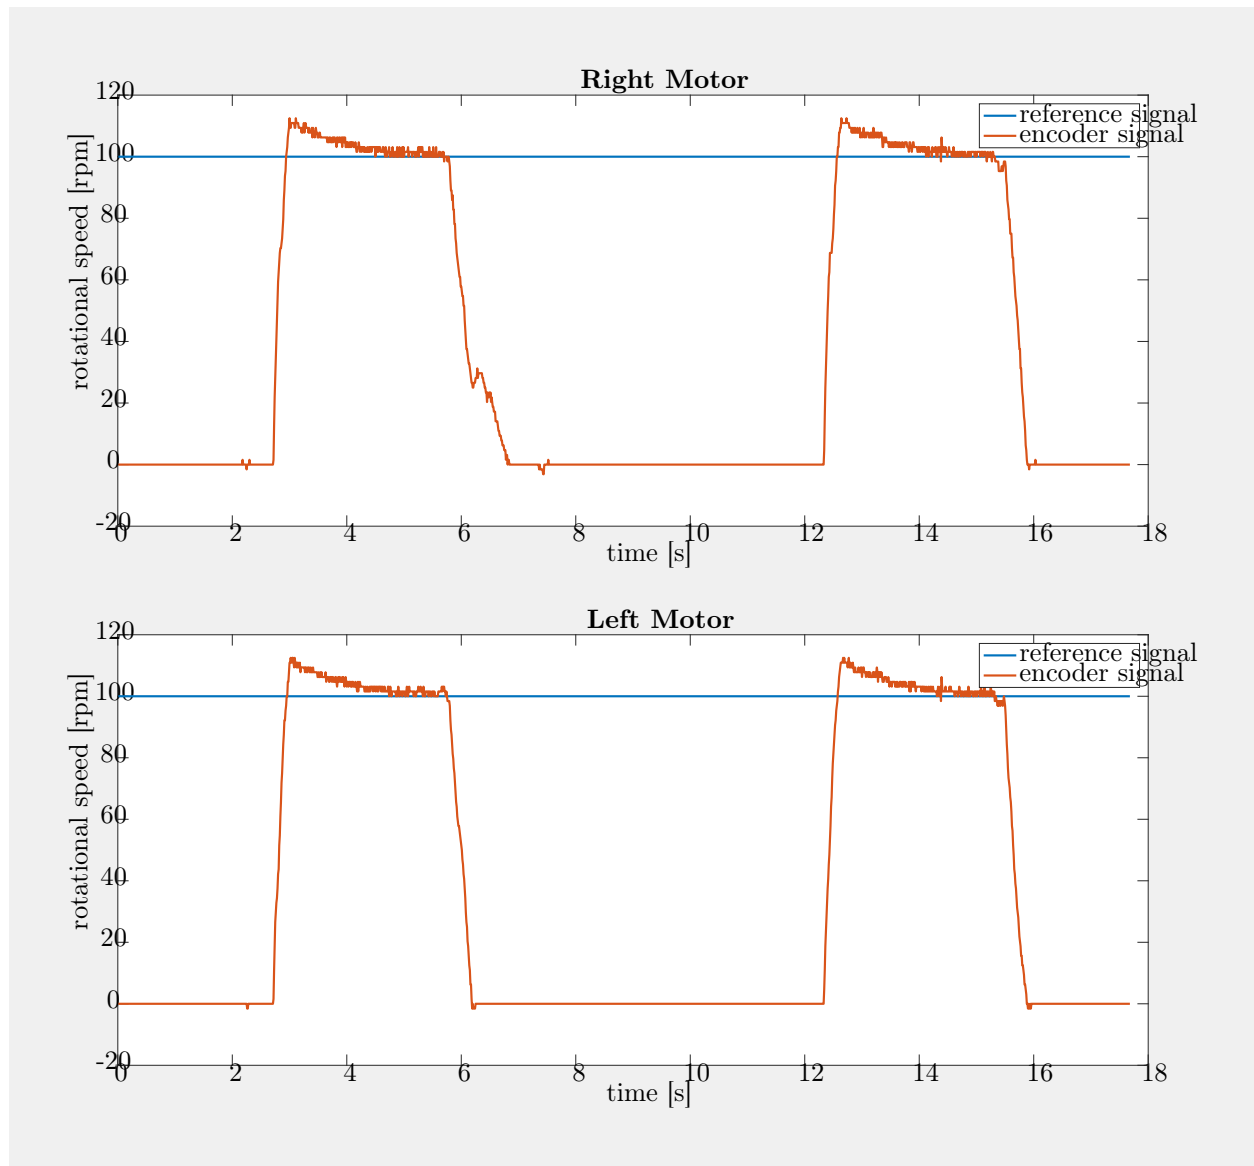 Right Motor
120
100
80
60
40
20
0
-20
rotational speed [rpm]
reference signal
encoder signal
0 2 4 6 8 10 12 14 16 18
time [s]
Left Motor
120
100
80
60
40
20
0
-20
rotational speed [rpm]
reference signal
encoder signal
0 2 4 6 8 10 12 14 16 18
time [s]